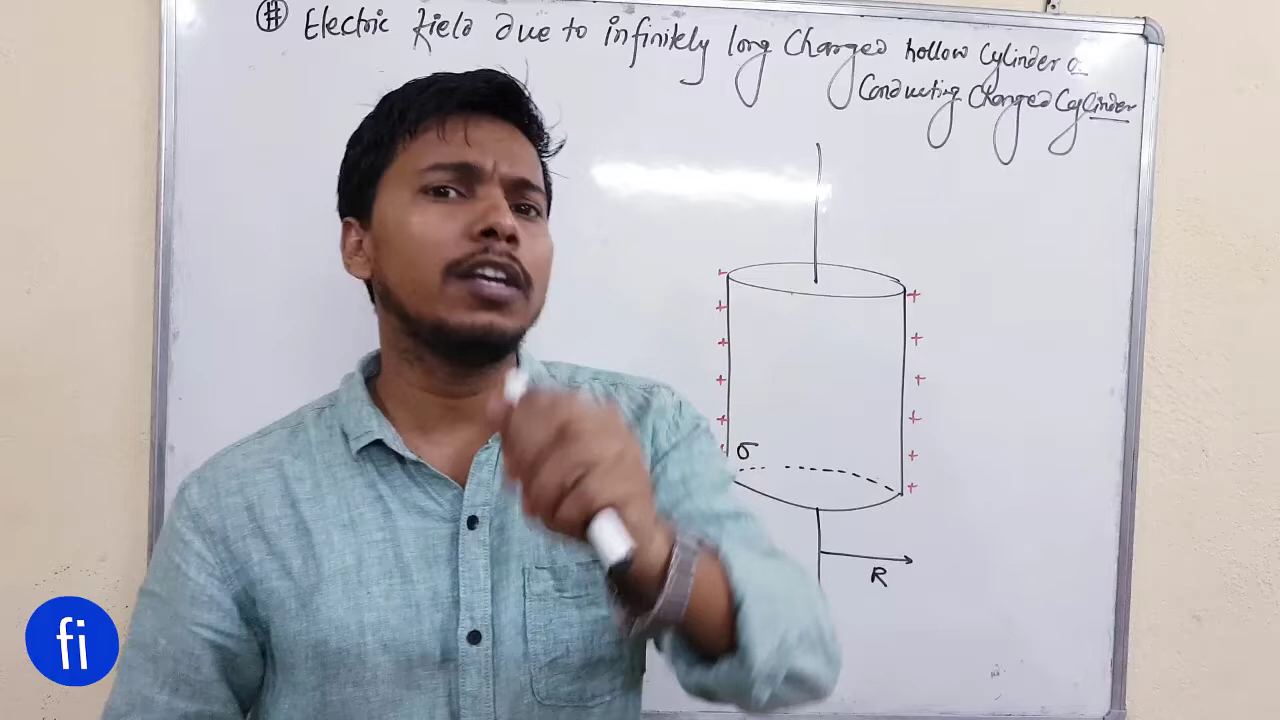 # Electric field due to infinitely long charged hollow cylinder or
Conducting charged Cylinder
+ +
+ +
+ +
+ +
+ +
+ +
σ
+
R
fi